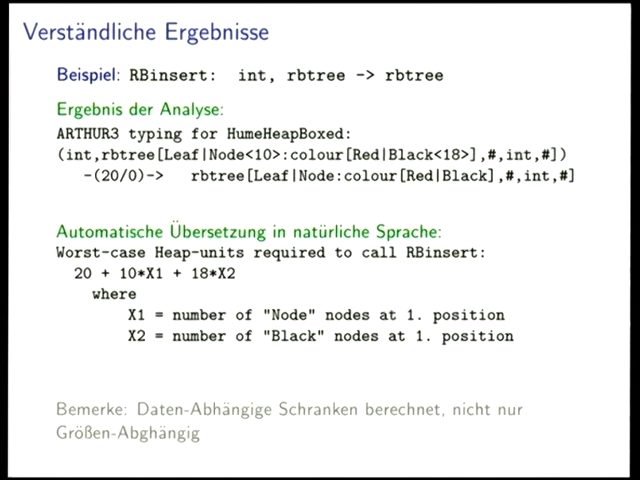 Verständliche Ergebnisse
Beispiel: RBinsert: int, rbtree -> rbtree
Ergebnis der Analyse:
ARTHUR3 typing for HumeHeapBoxed:
(int,rbtree[Leaf|Node<10>:colour[Red|Black<18>],#,int,#])
-(20/0)-> rbtree[Leaf|Node:colour[Red|Black],#,int,#]
Automatische Übersetzung in natürliche Sprache:
Worst-case Heap-units required to call RBinsert:
20 + 10*X1 + 18*X2
where
X1 = number of "Node" nodes at 1. position
X2 = number of "Black" nodes at 1. position
Bemerke: Daten-Abhängige Schranken berechnet, nicht nur
Größen-Abghängig